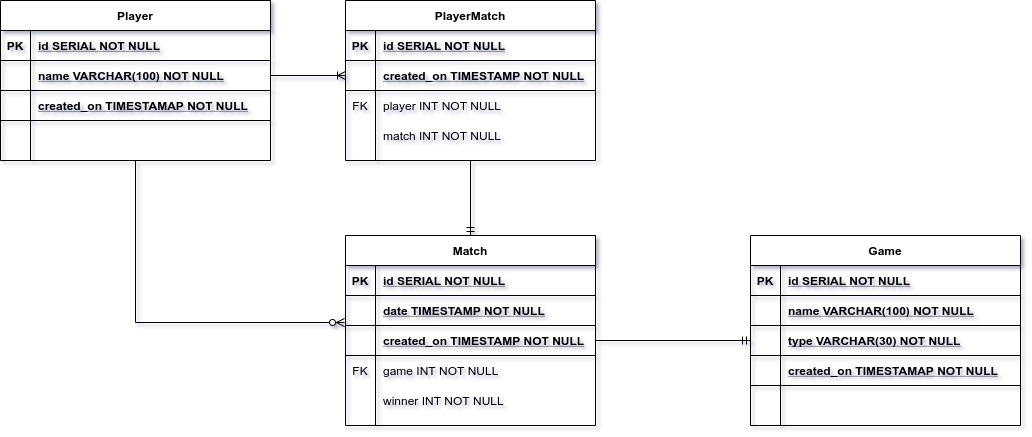 Player
PK id SERIAL NOT NULL
name VARCHAR(100) NOT NULL
created_on TIMESTAMAP NOT NULL
PlayerMatch
PK id SERIAL NOT NULL
created_on TIMESTAMP NOT NULL
FK player INT NOT NULL
match INT NOT NULL
Match
PK id SERIAL NOT NULL
date TIMESTAMP NOT NULL
created_on TIMESTAMP NOT NULL
FK game INT NOT NULL
winner INT NOT NULL
Game
PK id SERIAL NOT NULL
name VARCHAR(100) NOT NULL
type VARCHAR(30) NOT NULL
created_on TIMESTAMAP NOT NULL